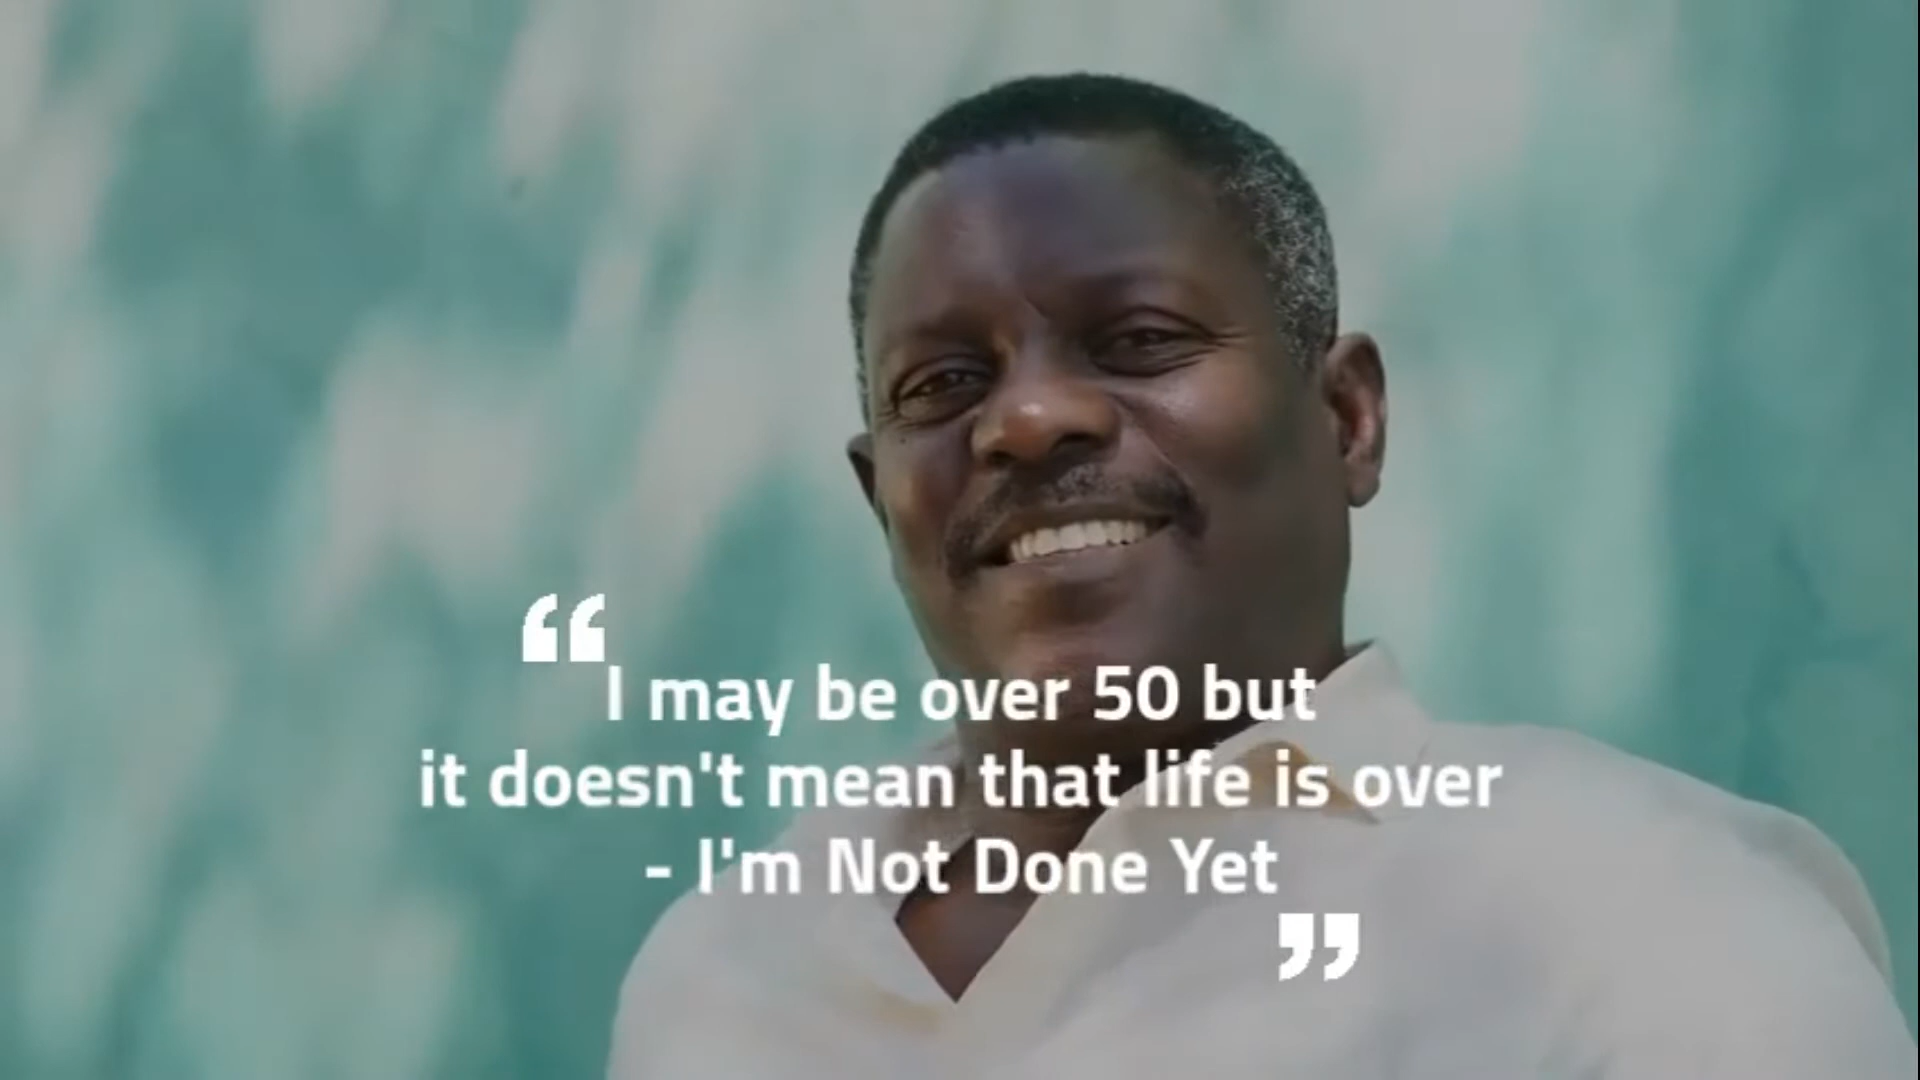 “I may be over 50 but
it doesn't mean that life is over
- I'm Not Done Yet”